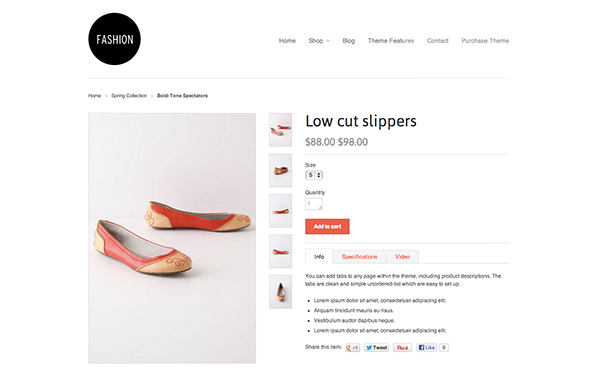 FASHION
Home Shop Blog Theme Features Contact Purchase Theme
Home » Spring Collection » Bold-Tone Spectators
Low cut slippers
$88.00 $98.00
Size
5
Quantity
1
Add to cart
Info Specifications Video
You can add tabs to any page within the theme, including product descriptions. The
tabs are clean and simple unordered-list which are easy to set up.
• Lorem ipsum dolor sit amet, consectetuer adipiscing elit.
• Aliquam tincidunt mauris eu risus.
• Vestibulum auctor dapibus neque.
• Lorem ipsum dolor sit amet, consectetuer adipiscing elit.
Share this item: +1 Tweet Pin it Like 0